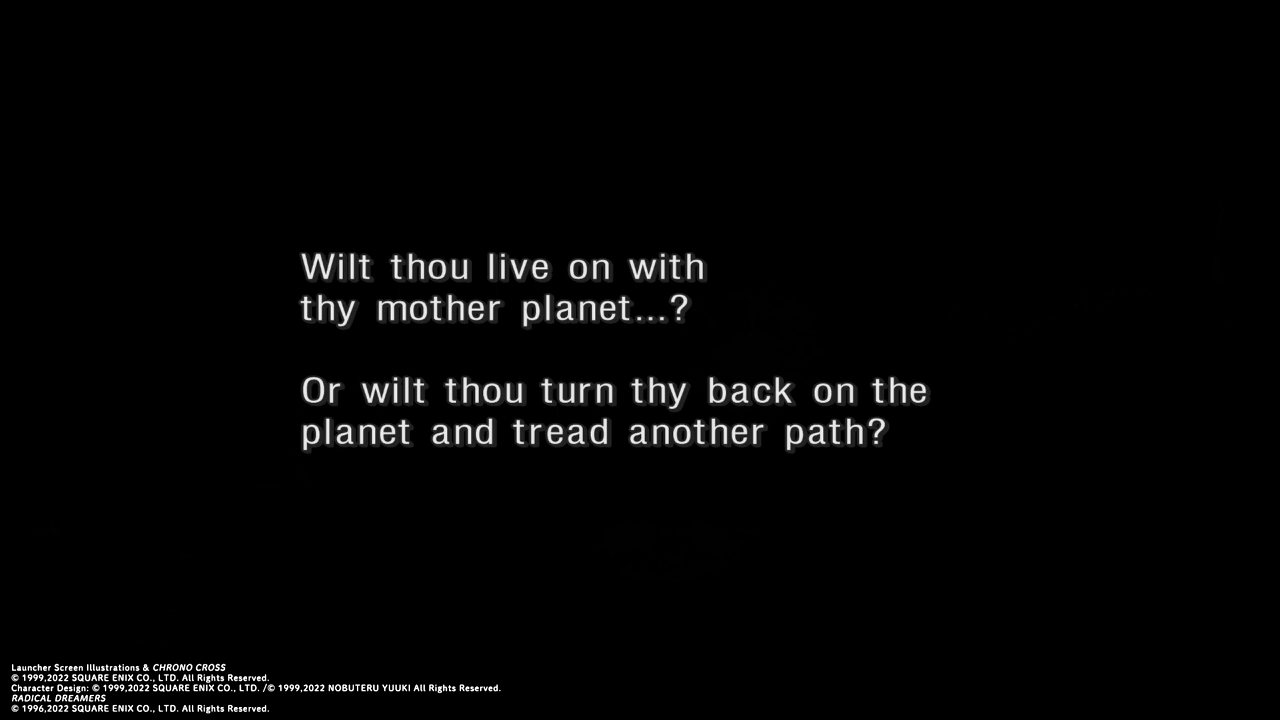 Wilt thou live on with
thy mother planet...?
Or wilt thou turn thy back on the
planet and tread another path?
Launcher Screen Illustrations & CHRONO CROSS
© 1999,2022 SQUARE ENIX CO., LTD. All Rights Reserved.
Character Design: © 1999,2022 SQUARE ENIX CO., LTD. /© 1999,2022 NOBUTERU YUUKI All Rights Reserved.
RADICAL DREAMERS
© 1996,2022 SQUARE ENIX CO., LTD. All Rights Reserved.